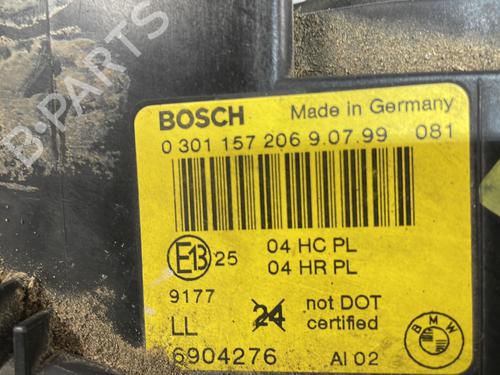 B-PARTS
BOSCH Made in Germany
0 301 157 206 9.07.99 081
E13 25 04 HC PL
04 HR PL
9177 24 not DOT
LL certified
6904276 AI 02
BMW